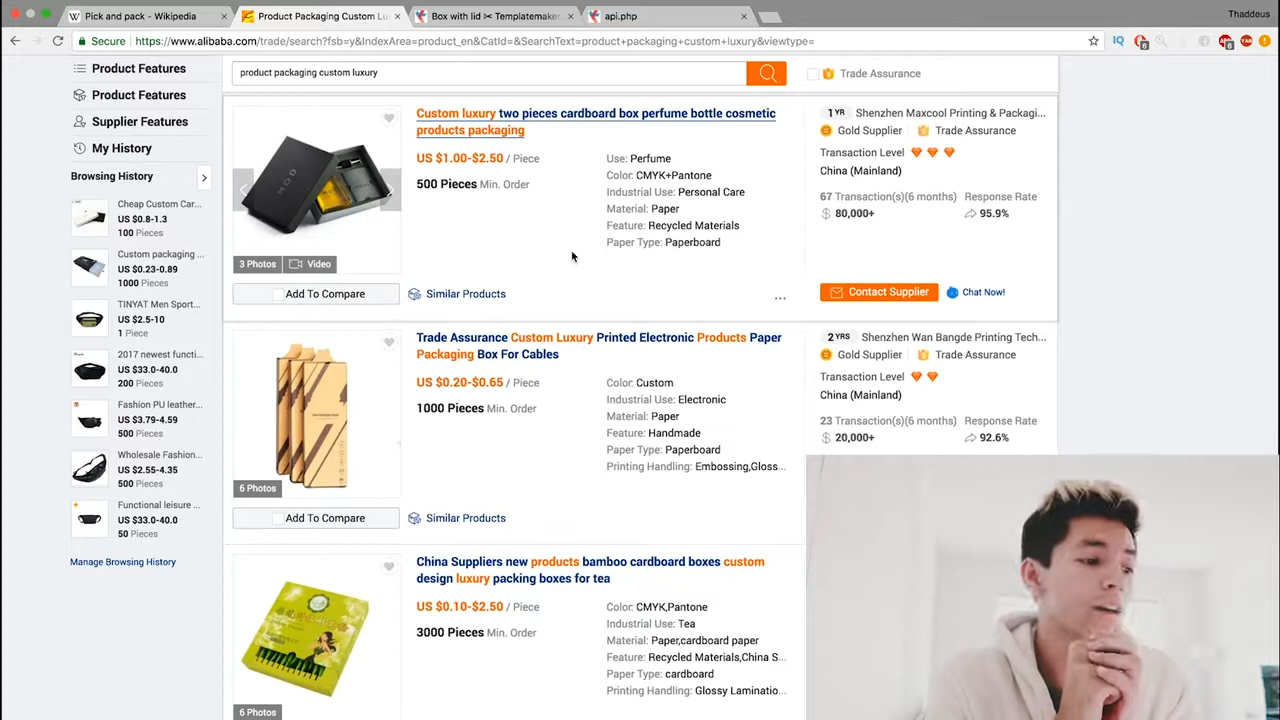 Pick and pack - Wikipedia
Product Packaging Custom Lu
Box with lid ✂ Templatemaker
api.php
Thaddeus
Secure
https://www.alibaba.com/trade/search?fsb=y&IndexArea=product_en&CatId=&SearchText=product+packaging+custom+luxury&viewtype=
Product Features
Product Features
Supplier Features
My History
Browsing History
Cheap Custom Car...
US $0.8-1.3
100 Pieces
Custom packaging ...
US $0.23-0.89
1000 Pieces
TINYAT Men Sport...
US $2.5-10
1 Piece
2017 newest functi...
US $33.0-40.0
200 Pieces
Fashion PU leather...
US $3.79-4.59
500 Pieces
Wholesale Fashion...
US $2.55-4.35
500 Pieces
Functional leisure ...
US $33.0-40.0
50 Pieces
Manage Browsing History
product packaging custom luxury
Trade Assurance
HOD
3 Photos
Video
Add To Compare
Custom luxury two pieces cardboard box perfume bottle cosmetic
products packaging
US $1.00-$2.50 / Piece
500 Pieces Min. Order
Use: Perfume
Color: CMYK+Pantone
Industrial Use: Personal Care
Material: Paper
Feature: Recycled Materials
Paper Type: Paperboard
Similar Products
1 YR Shenzhen Maxcool Printing & Packagi...
Gold Supplier
Trade Assurance
Transaction Level
China (Mainland)
67 Transaction(s)(6 months)
Response Rate
$ 80,000+
95.9%
Contact Supplier
Chat Now!
6 Photos
Add To Compare
Trade Assurance Custom Luxury Printed Electronic Products Paper
Packaging Box For Cables
US $0.20-$0.65 / Piece
1000 Pieces Min. Order
Color: Custom
Industrial Use: Electronic
Material: Paper
Feature: Handmade
Paper Type: Paperboard
Printing Handling: Embossing,Gloss...
Similar Products
2 YRS Shenzhen Wan Bangde Printing Tech...
Gold Supplier
Trade Assurance
Transaction Level
China (Mainland)
23 Transaction(s)(6 months)
Response Rate
$ 20,000+
92.6%
6 Photos
China Suppliers new products bamboo cardboard boxes custom
design luxury packing boxes for tea
US $0.10-$2.50 / Piece
3000 Pieces Min. Order
Color: CMYK,Pantone
Industrial Use: Tea
Material: Paper,cardboard paper
Feature: Recycled Materials,China S...
Paper Type: cardboard
Printing Handling: Glossy Laminatio...